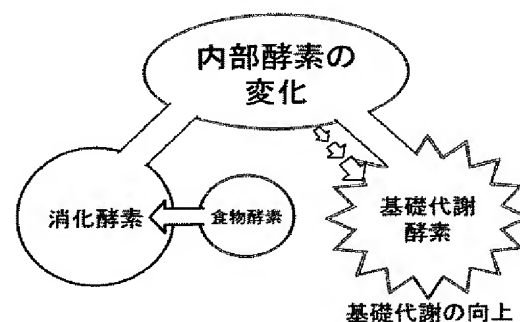 内部酵素の
変化
消化酵素
食物酵素
基礎代謝
酵素
基礎代謝の向上